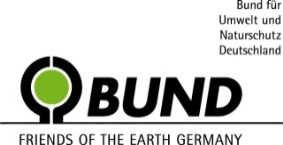 Bund für
Umwelt und
Naturschutz
Deutschland
BUND
FRIENDS OF THE EARTH GERMANY